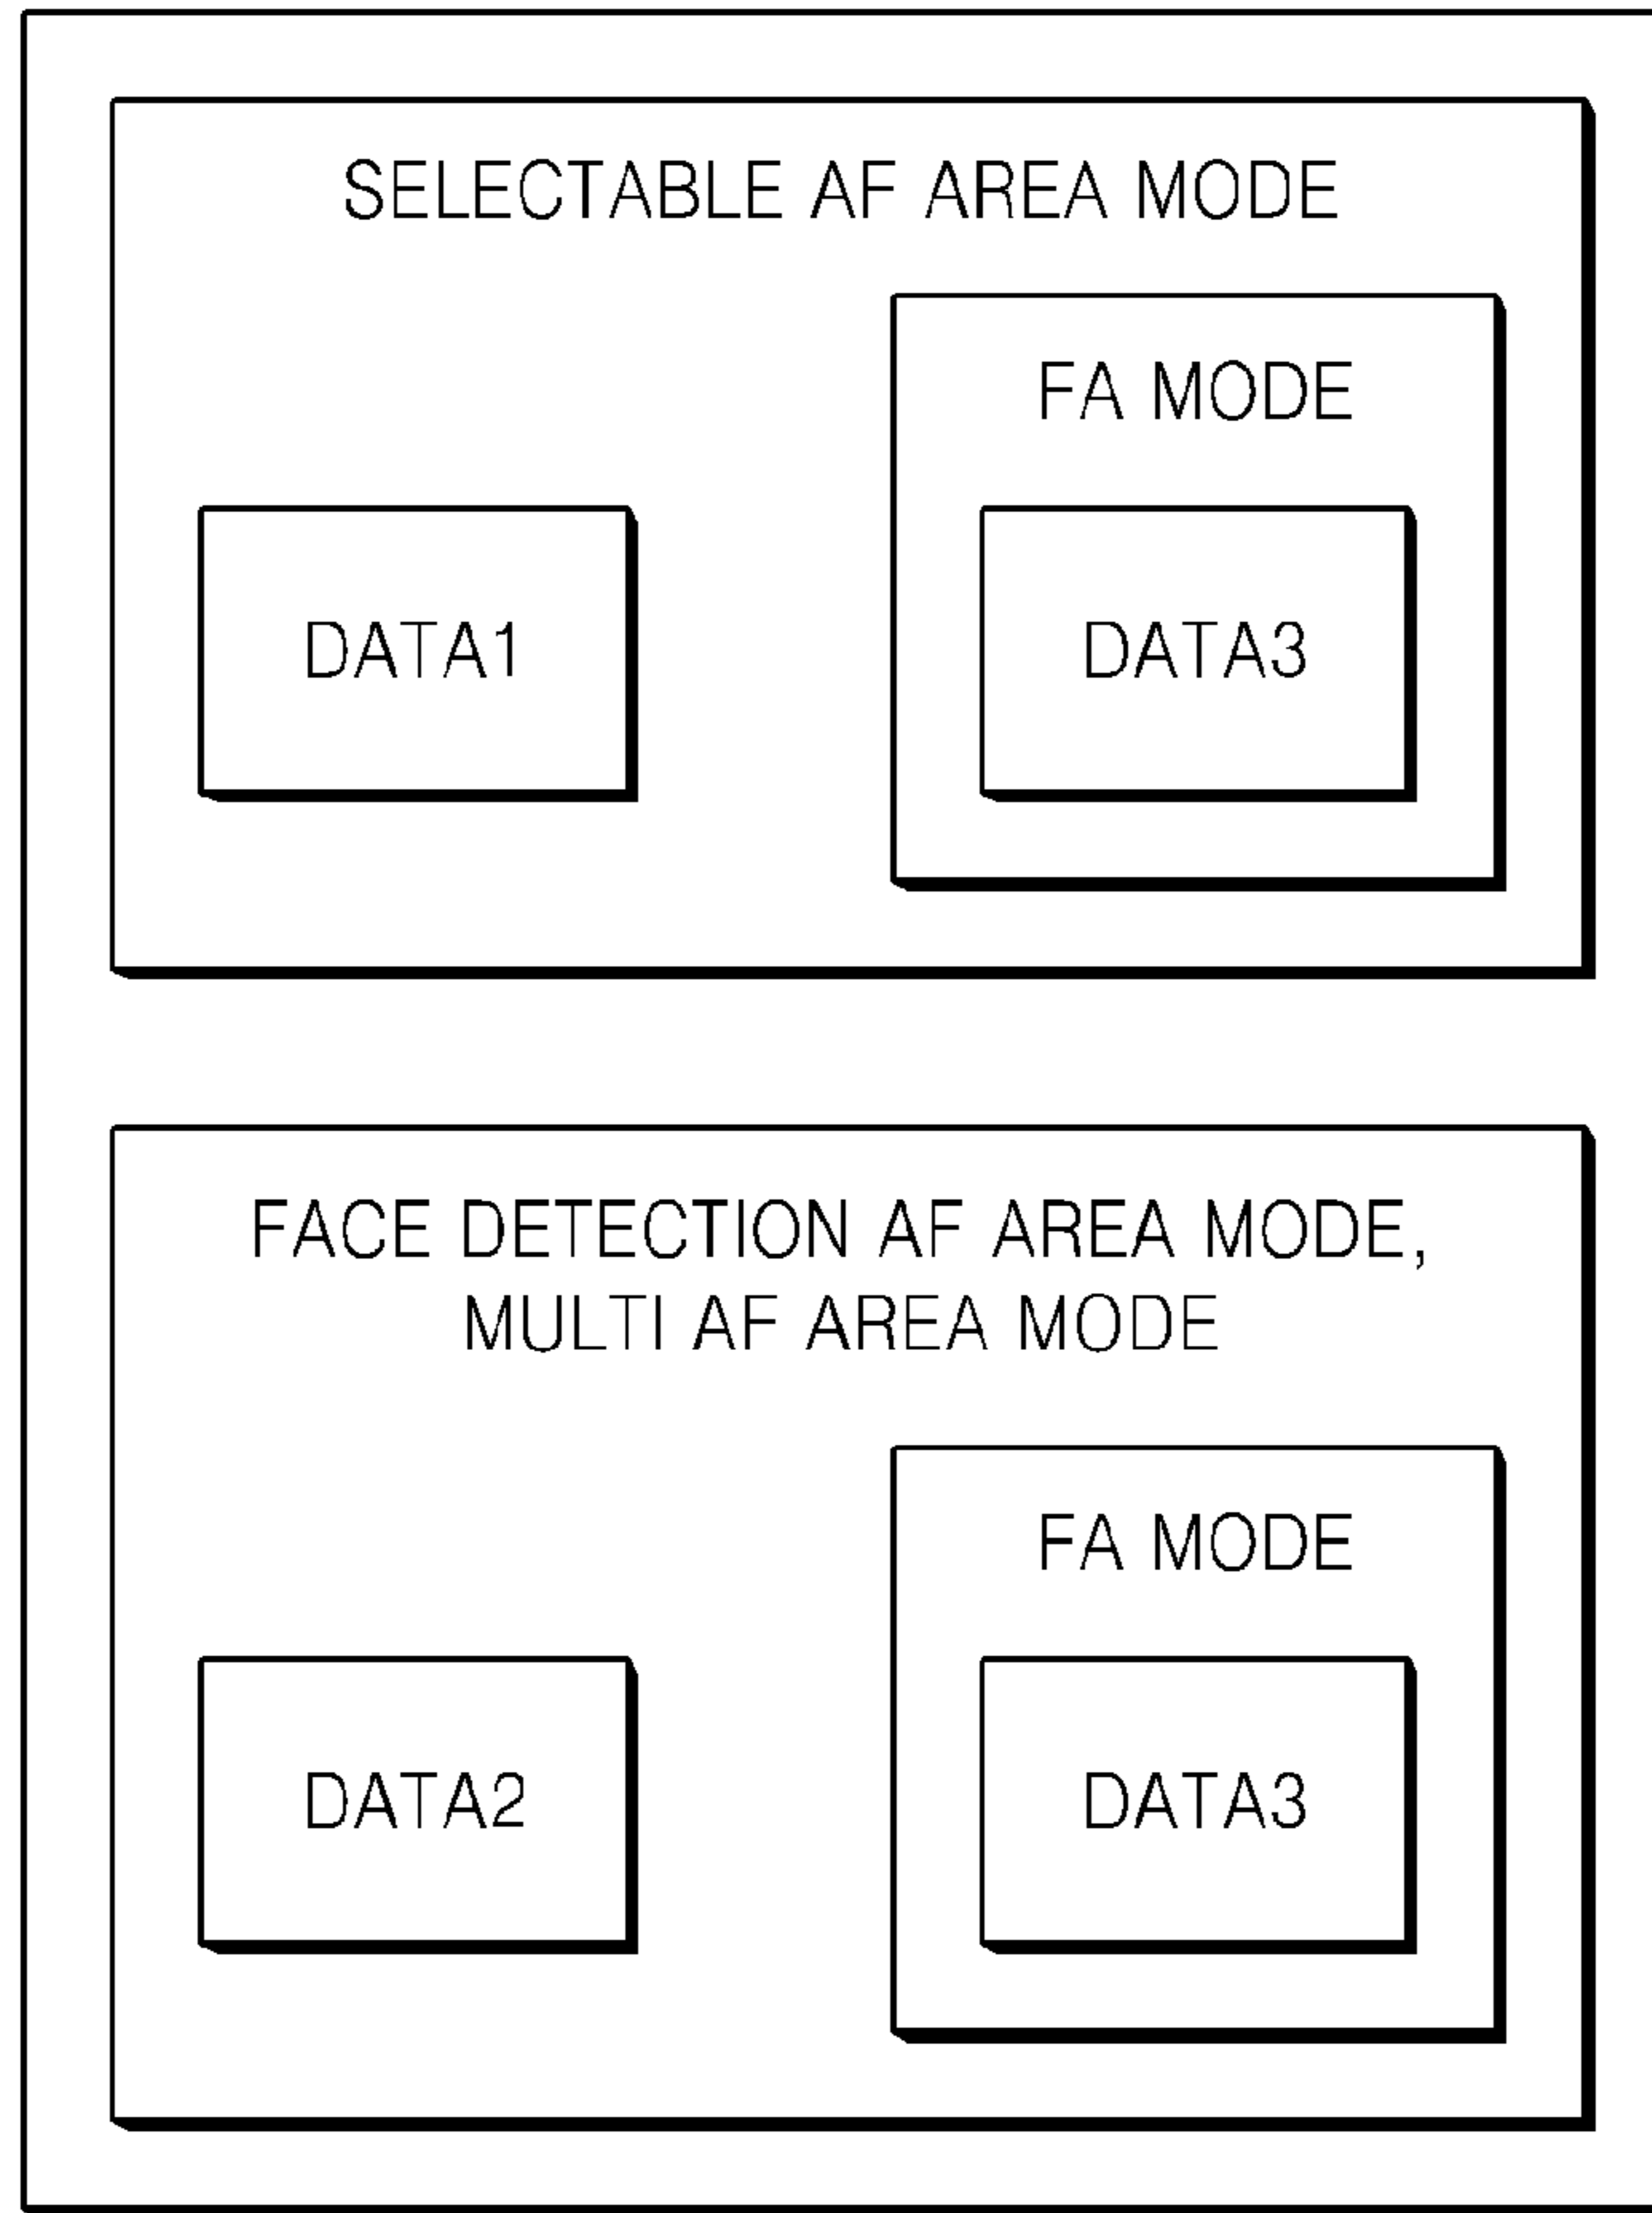 SELECTABLE AF AREA MODE
FA MODE
DATA1
DATA3
FACE DETECTION AF AREA MODE,
MULTI AF AREA MODE
FA MODE
DATA2
DATA3